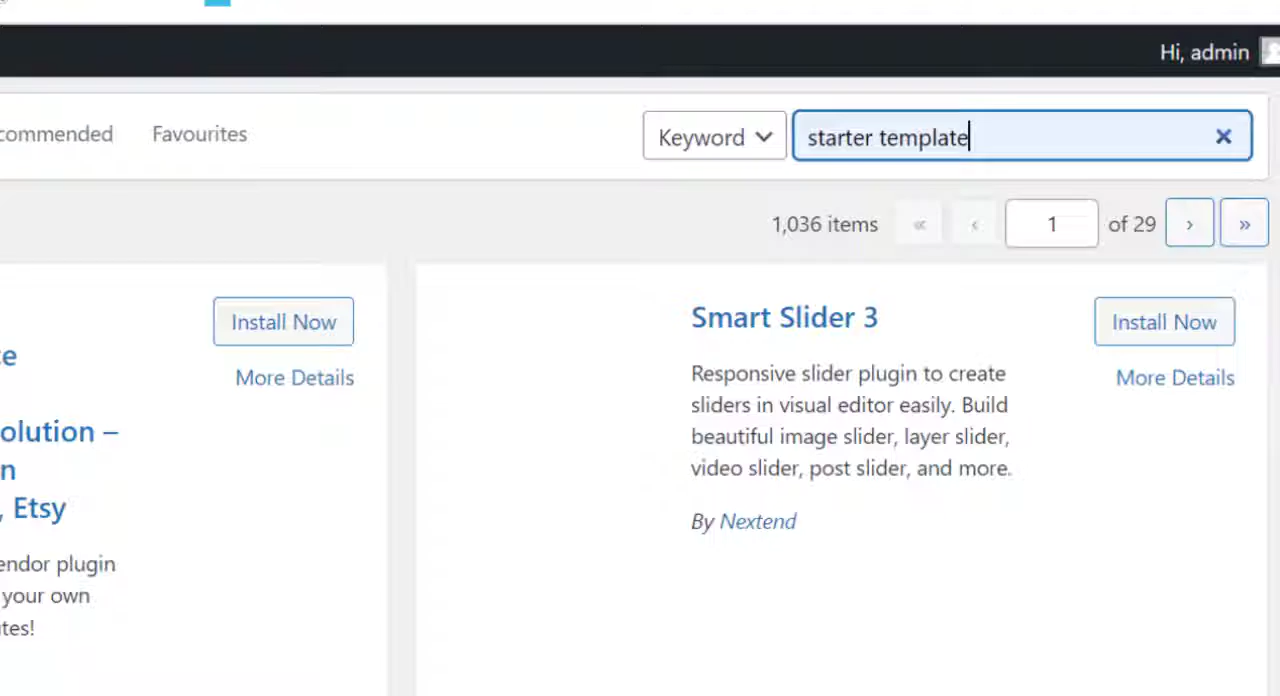 Hi, admin
commended Favourites Keyword starter template
1,036 items « ‹ 1 of 29 › »
Install Now
More Details
olution –
, Etsy
endor plugin
your own
Smart Slider 3
Install Now
More Details
Responsive slider plugin to create
sliders in visual editor easily. Build
beautiful image slider, layer slider,
video slider, post slider, and more.
By Nextend